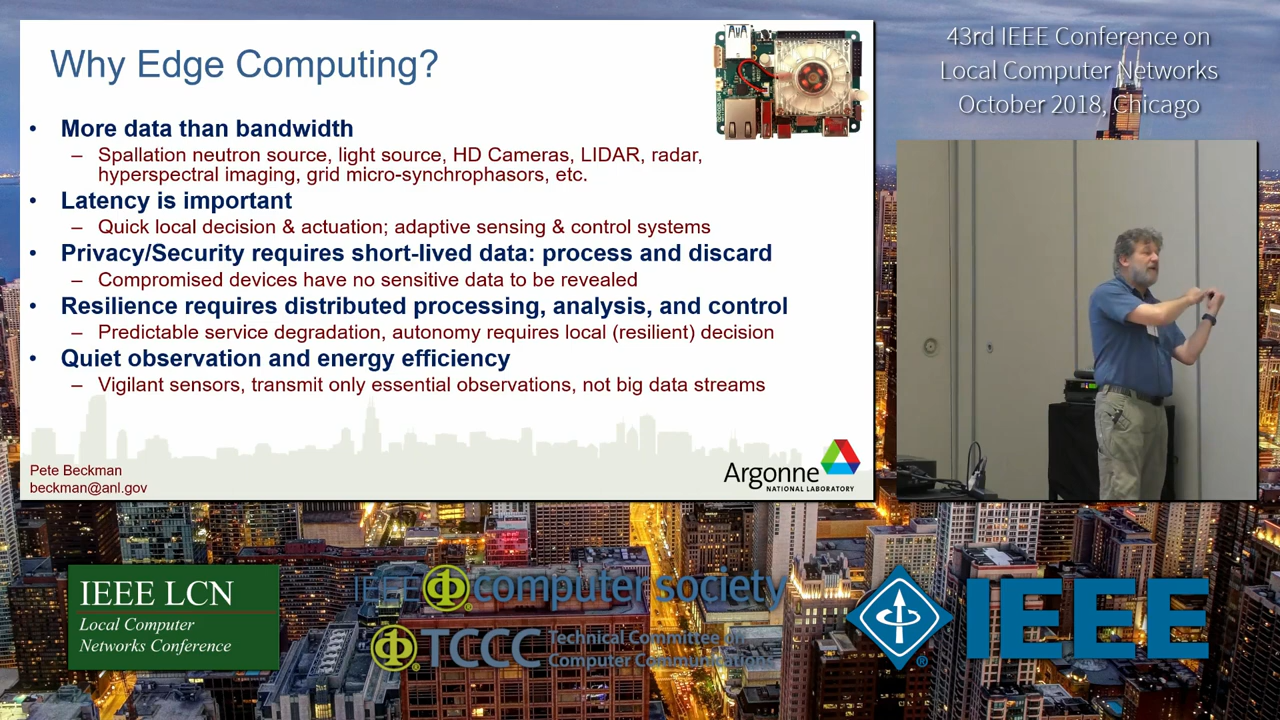 Why Edge Computing?
• More data than bandwidth
– Spallation neutron source, light source, HD Cameras, LIDAR, radar,
hyperspectral imaging, grid micro-synchrophasors, etc.
• Latency is important
– Quick local decision & actuation; adaptive sensing & control systems
• Privacy/Security requires short-lived data: process and discard
– Compromised devices have no sensitive data to be revealed
• Resilience requires distributed processing, analysis, and control
– Predictable service degradation, autonomy requires local (resilient) decision
• Quiet observation and energy efficiency
– Vigilant sensors, transmit only essential observations, not big data streams
Pete Beckman
beckman@anl.gov
Argonne
NATIONAL LABORATORY
43rd IEEE Conference on
Local Computer Networks
October 2018, Chicago
IEEE LCN
Local Computer
Networks Conference
IEEE computer society
TCCC Technical Committee on
Computer Communications
IEEE
®